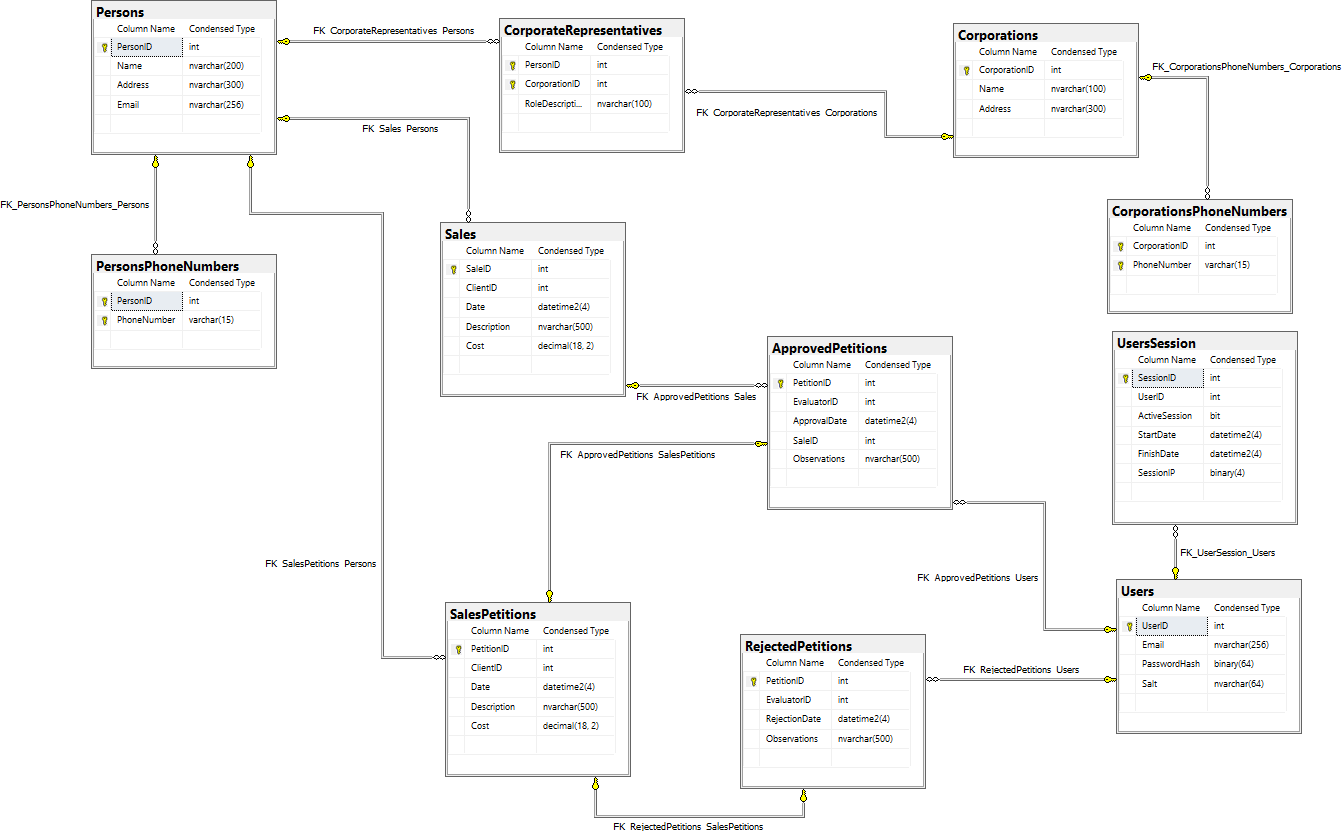 Persons
Column Name Condensed Type
PersonID int
Name nvarchar(200)
Address nvarchar(300)
Email nvarchar(256)
FK_CorporateRepresentatives_Persons
CorporateRepresentatives
Column Name Condensed Type
PersonID int
CorporationID int
RoleDescripti... nvarchar(100)
FK_CorporateRepresentatives_Corporations
Corporations
Column Name Condensed Type
CorporationID int
Name nvarchar(100)
Address nvarchar(300)
FK_CorporationsPhoneNumbers_Corporations
FK_Sales_Persons
FK_PersonsPhoneNumbers_Persons
PersonsPhoneNumbers
Column Name Condensed Type
PersonID int
PhoneNumber varchar(15)
Sales
Column Name Condensed Type
SaleID int
ClientID int
Date datetime2(4)
Description nvarchar(500)
Cost decimal(18, 2)
CorporationsPhoneNumbers
Column Name Condensed Type
CorporationID int
PhoneNumber varchar(15)
FK_ApprovedPetitions_Sales
ApprovedPetitions
Column Name Condensed Type
PetitionID int
EvaluatorID int
ApprovalDate datetime2(4)
SaleID int
Observations nvarchar(500)
UsersSession
Column Name Condensed Type
SessionID int
UserID int
ActiveSession bit
StartDate datetime2(4)
FinishDate datetime2(4)
SessionIP binary(4)
FK_ApprovedPetitions_SalesPetitions
FK_UserSession_Users
FK_SalesPetitions_Persons
FK_ApprovedPetitions_Users
SalesPetitions
Column Name Condensed Type
PetitionID int
ClientID int
Date datetime2(4)
Description nvarchar(500)
Cost decimal(18, 2)
RejectedPetitions
Column Name Condensed Type
PetitionID int
EvaluatorID int
RejectionDate datetime2(4)
Observations nvarchar(500)
FK_RejectedPetitions_Users
Users
Column Name Condensed Type
UserID int
Email nvarchar(256)
PasswordHash binary(64)
Salt nvarchar(64)
FK_RejectedPetitions_SalesPetitions